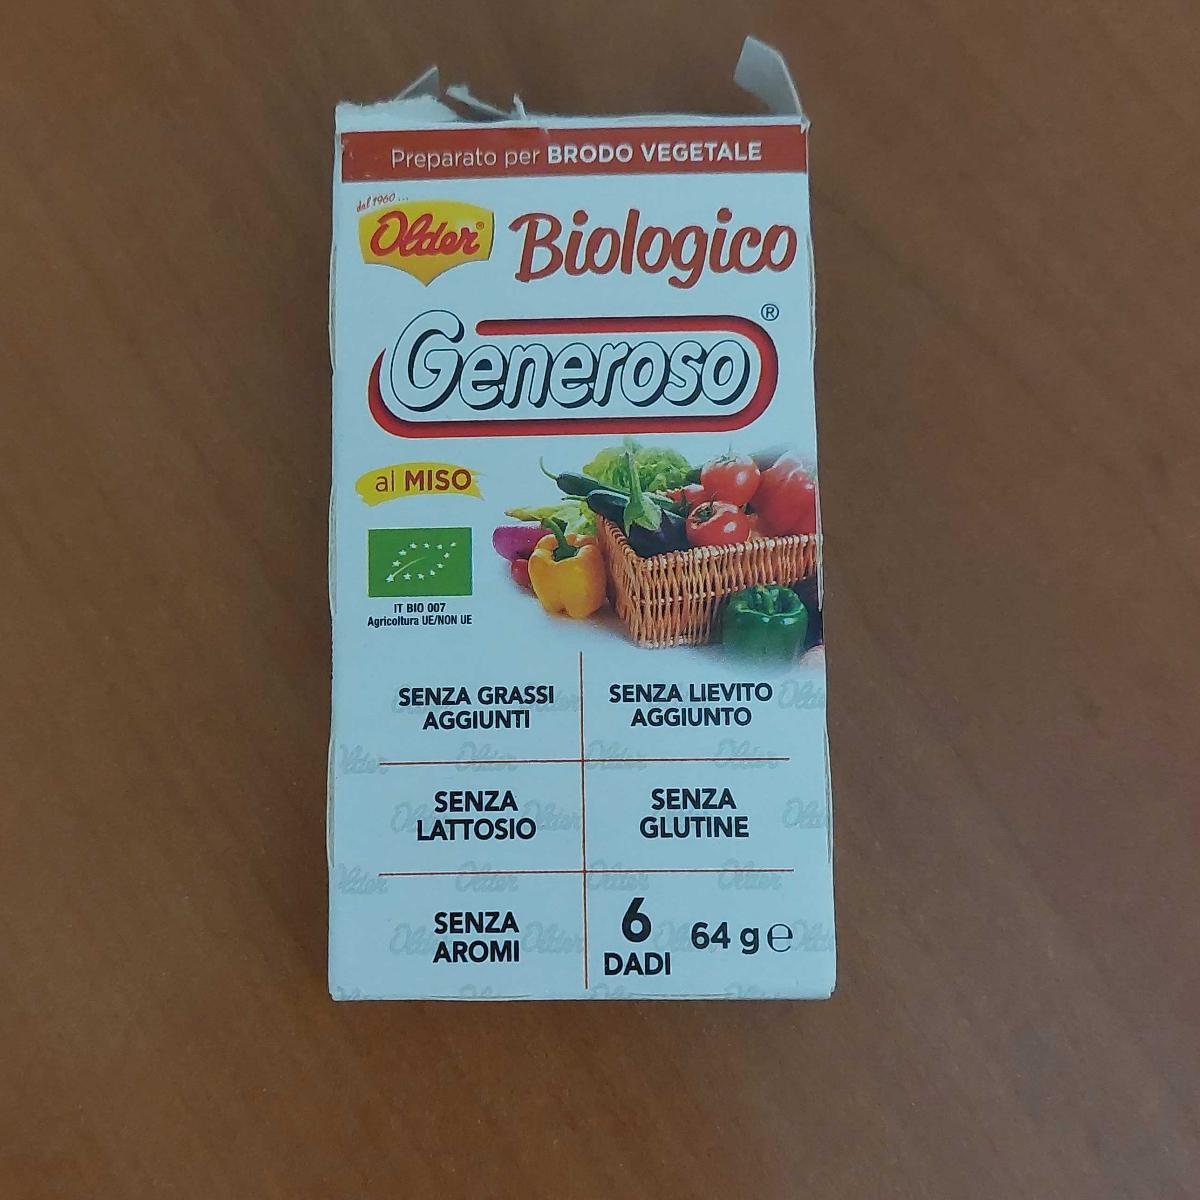 Preparato per BRODO VEGETALE
dal 1960...
Older®
Biologico
Generoso®
al MISO
IT BIO 007
Agricoltura UE/NON UE
SENZA GRASSI
AGGIUNTI
SENZA LIEVITO
AGGIUNTO
SENZA
LATTOSIO
SENZA
GLUTINE
SENZA
AROMI
6
DADI
64 g ℮